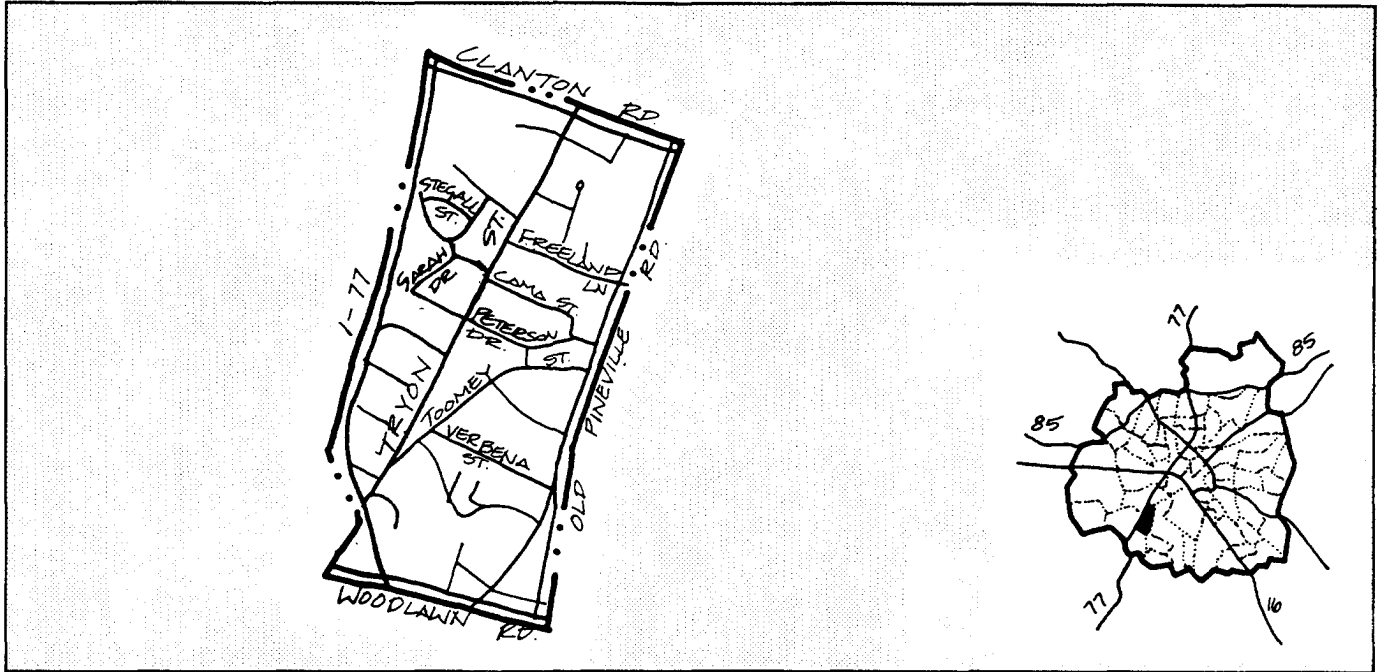 CLANTON RD.
STEGALL ST.
ST.
FREELAND LN
RD.
SARAH DR
CAMA ST.
I-77
PETERSON DR.
ST.
TRYON
TOOMEY
PINEVILLE
VERBENA ST.
OLD
WOODLAWN RD.
77
85
85
77
16